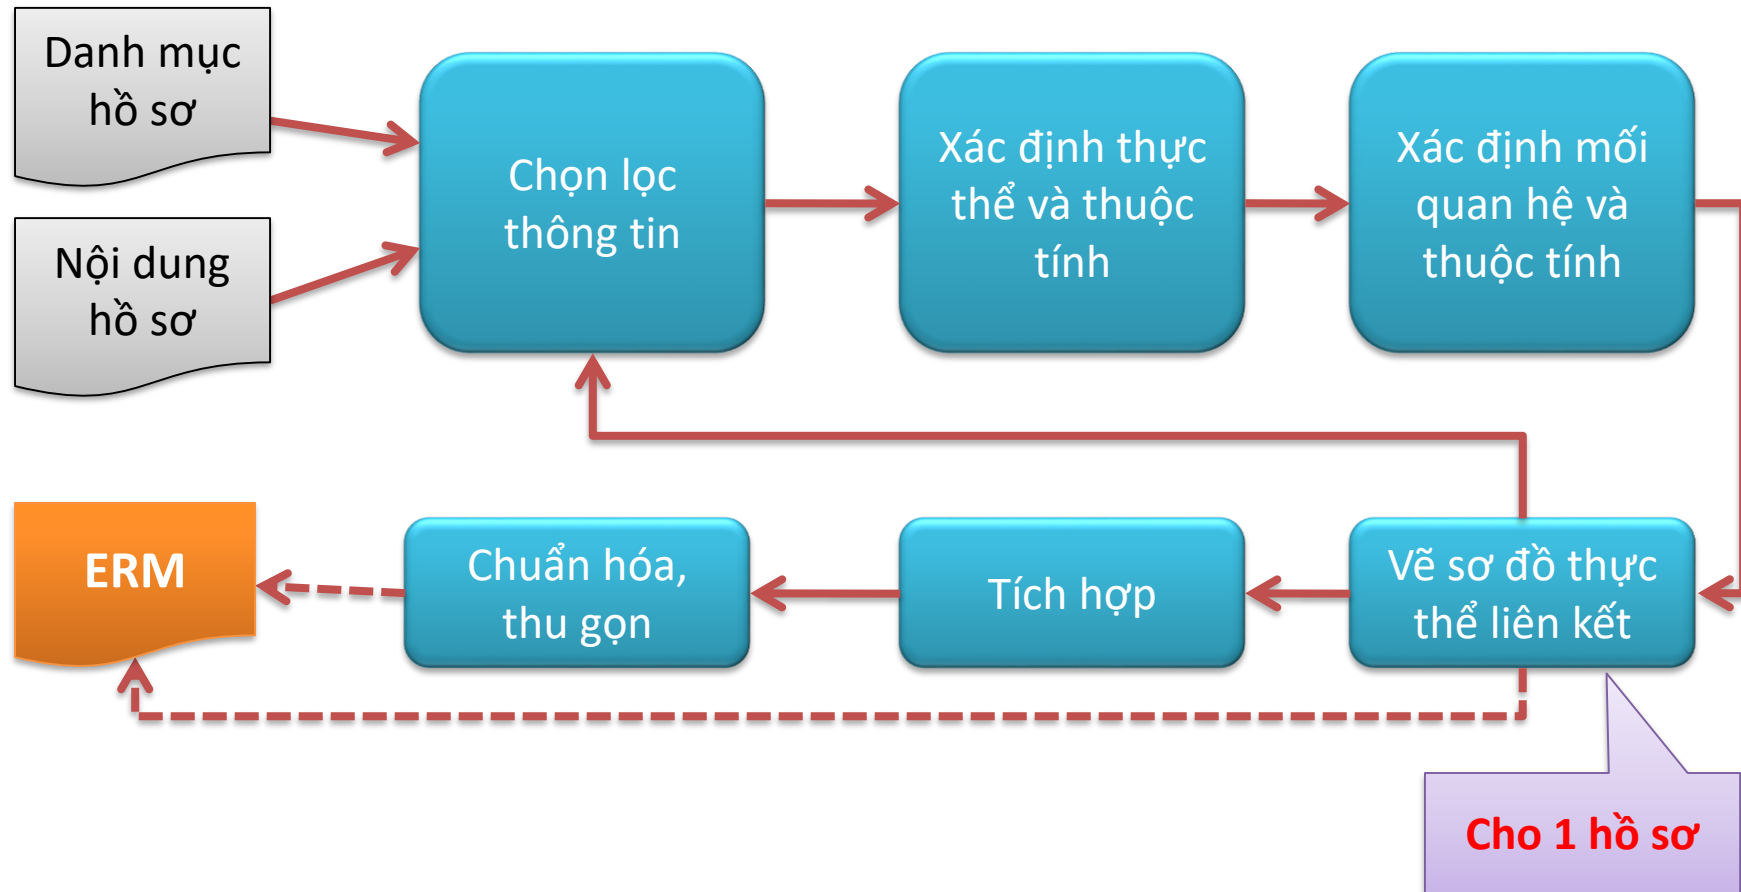 Danh mục
hồ sơ
Nội dung
hồ sơ
Chọn lọc
thông tin
Xác định thực
thể và thuộc
tính
Xác định mối
quan hệ và
thuộc tính
ERM
Chuẩn hóa,
thu gọn
Tích hợp
Vẽ sơ đồ thực
thể liên kết
Cho 1 hồ sơ